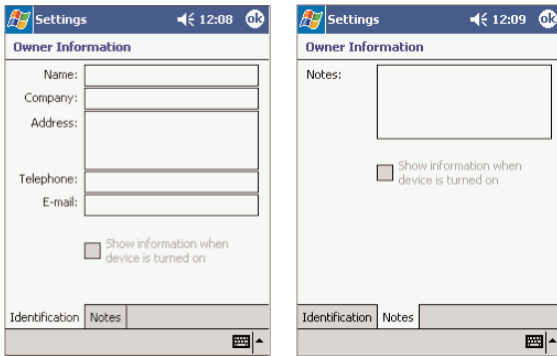 Settings 12:08 ok
Owner Information
Name:
Company:
Address:
Telephone:
E-mail:
Show information when
device is turned on
Identification Notes
Settings 12:09 ok
Owner Information
Notes:
Show information when
device is turned on
Identification Notes